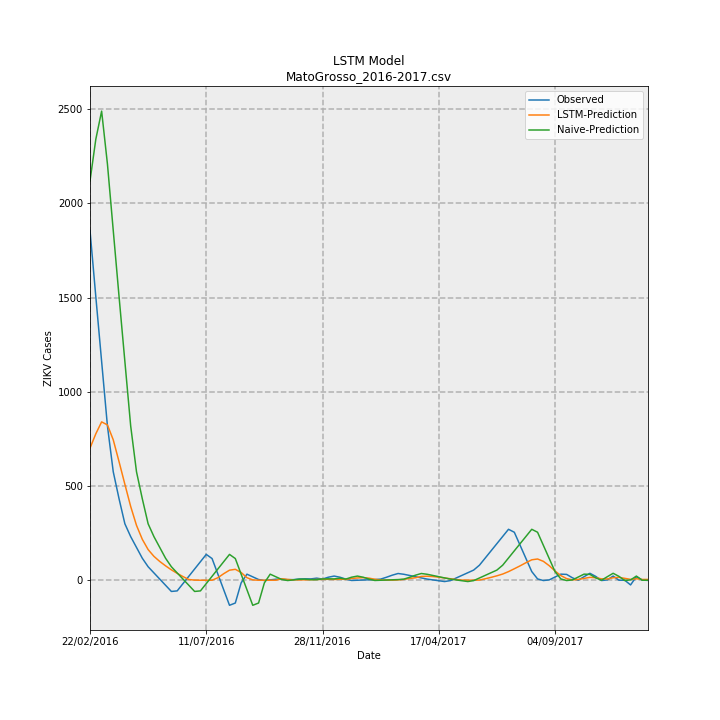 LSTM Model
MatoGrosso_2016-2017.csv
Observed
LSTM-Prediction
Naive-Prediction
2500
2000
1500
1000
500
0
ZIKV Cases
22/02/2016
11/07/2016
28/11/2016
17/04/2017
04/09/2017
Date